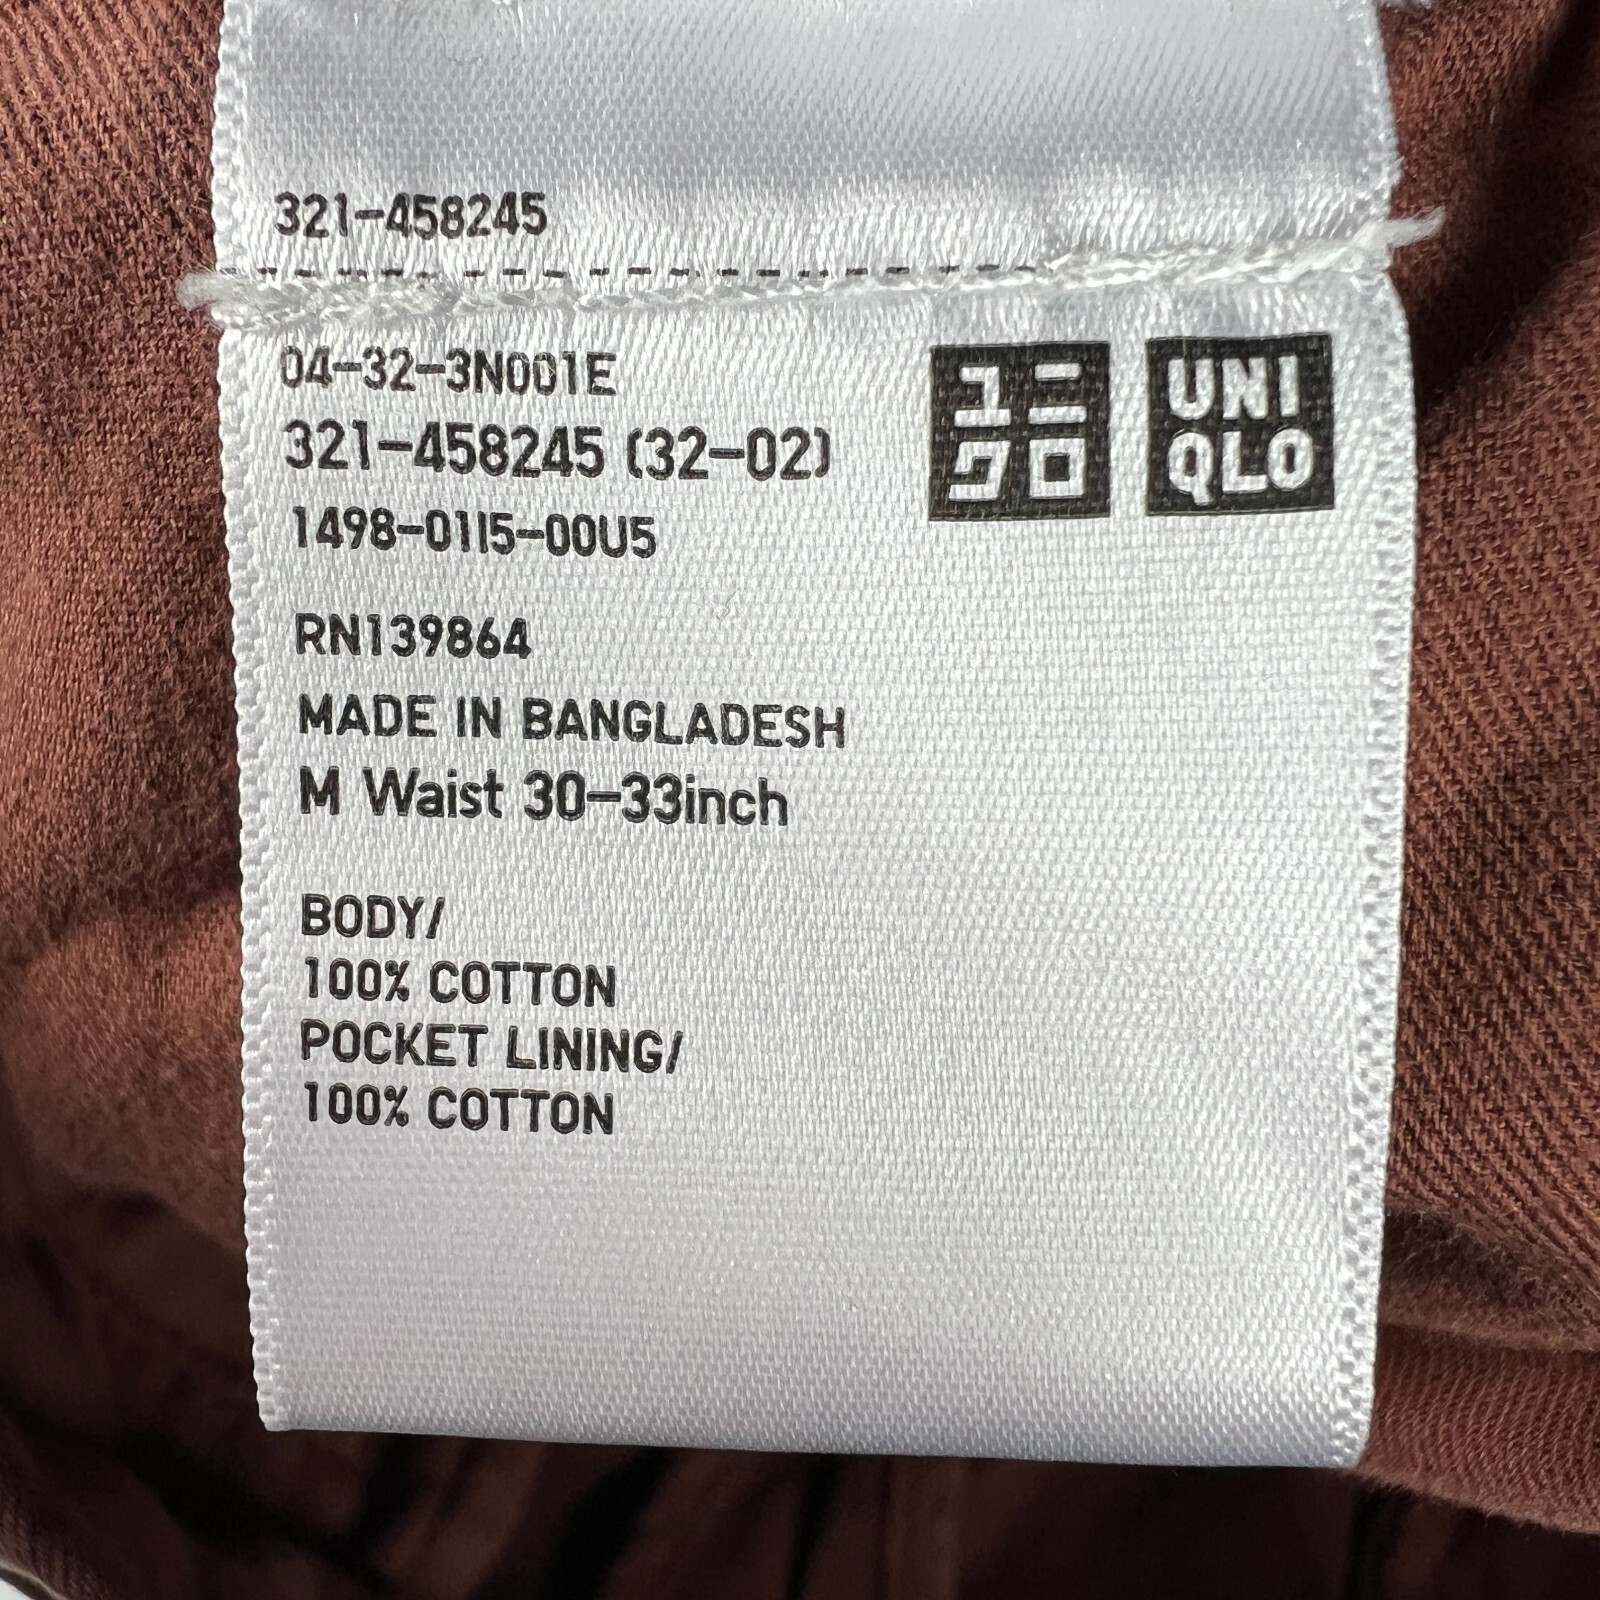 321-458245
04-32-3N001E
321-458245 (32-02)
1498-01I5-00U5
ユニ
クロ
UNI
QLO
RN139864
MADE IN BANGLADESH
M Waist 30-33inch
BODY/
100% COTTON
POCKET LINING/
100% COTTON